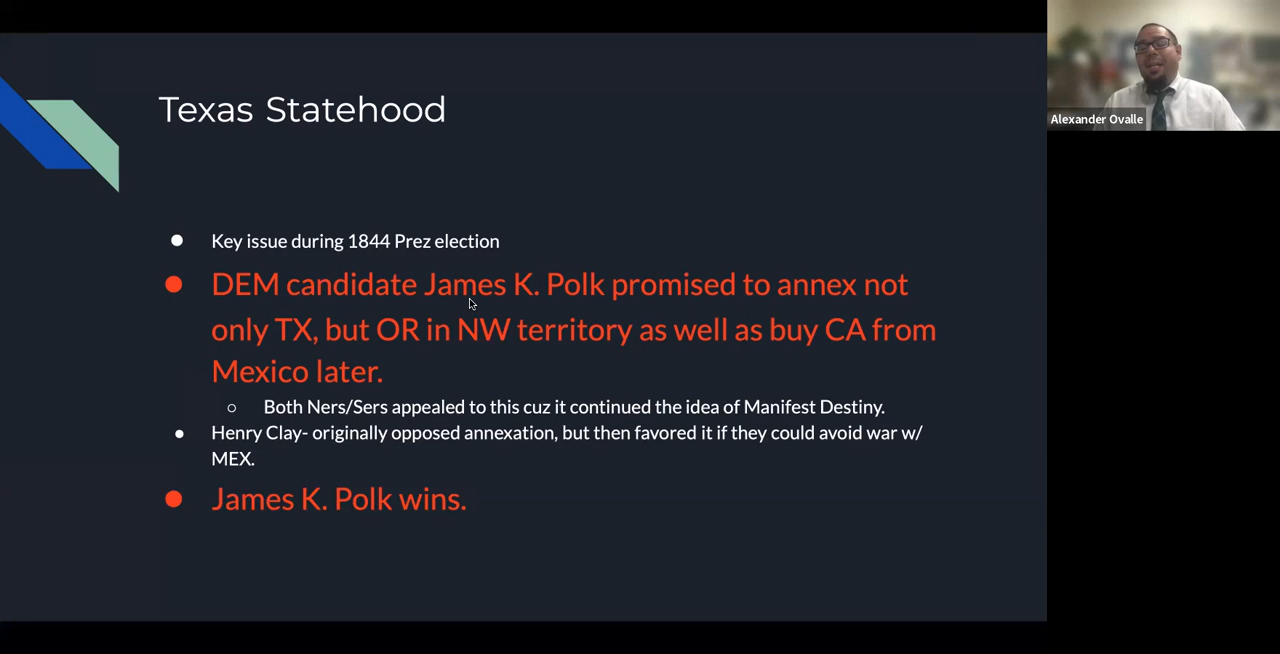 Texas Statehood
Key issue during 1844 Prez election
DEM candidate James K. Polk promised to annex not
only TX, but OR in NW territory as well as buy CA from
Mexico later.
Both Ners/Sers appealed to this cuz it continued the idea of Manifest Destiny.
Henry Clay- originally opposed annexation, but then favored it if they could avoid war w/
MEX.
James K. Polk wins.
Alexander Ovalle